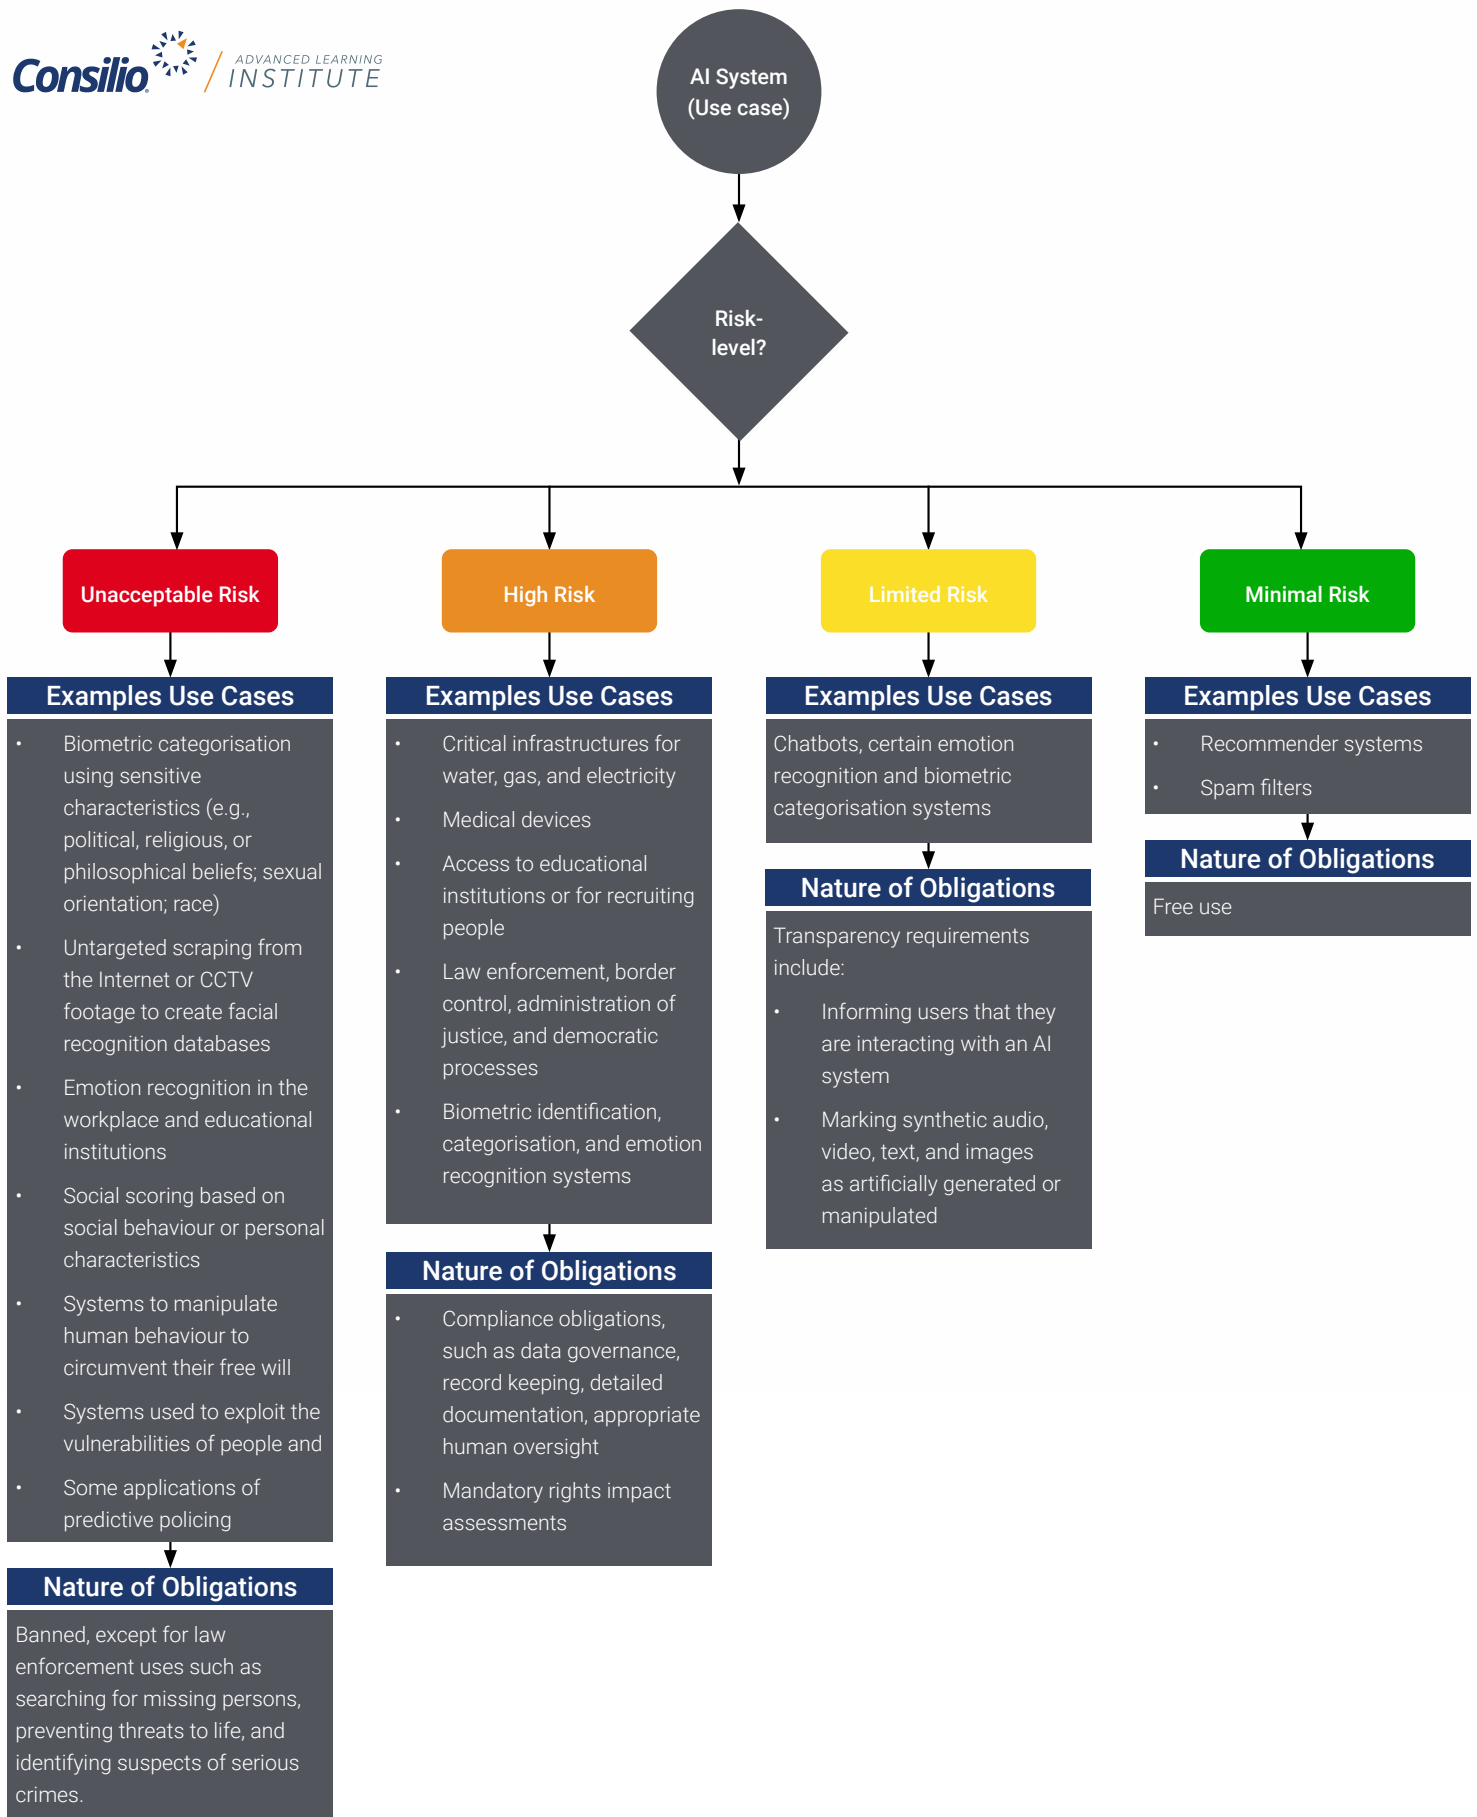 Consilio
ADVANCED LEARNING
INSTITUTE
AI System
(Use case)
Risk-
level?
Unacceptable Risk
High Risk
Limited Risk
Minimal Risk
Examples Use Cases
• Biometric categorisation
using sensitive
characteristics (e.g.,
political, religious, or
philosophical beliefs; sexual
orientation; race)
• Untargeted scraping from
the Internet or CCTV
footage to create facial
recognition databases
• Emotion recognition in the
workplace and educational
institutions
• Social scoring based on
social behaviour or personal
characteristics
• Systems to manipulate
human behaviour to
circumvent their free will
• Systems used to exploit the
vulnerabilities of people and
• Some applications of
predictive policing
Nature of Obligations
Banned, except for law
enforcement uses such as
searching for missing persons,
preventing threats to life, and
identifying suspects of serious
crimes.
Examples Use Cases
• Critical infrastructures for
water, gas, and electricity
• Medical devices
• Access to educational
institutions or for recruiting
people
• Law enforcement, border
control, administration of
justice, and democratic
processes
• Biometric identification,
categorisation, and emotion
recognition systems
Nature of Obligations
• Compliance obligations,
such as data governance,
record keeping, detailed
documentation, appropriate
human oversight
• Mandatory rights impact
assessments
Examples Use Cases
Chatbots, certain emotion
recognition and biometric
categorisation systems
Nature of Obligations
Transparency requirements
include:
• Informing users that they
are interacting with an AI
system
• Marking synthetic audio,
video, text, and images
as artificially generated or
manipulated
Examples Use Cases
• Recommender systems
• Spam filters
Nature of Obligations
Free use